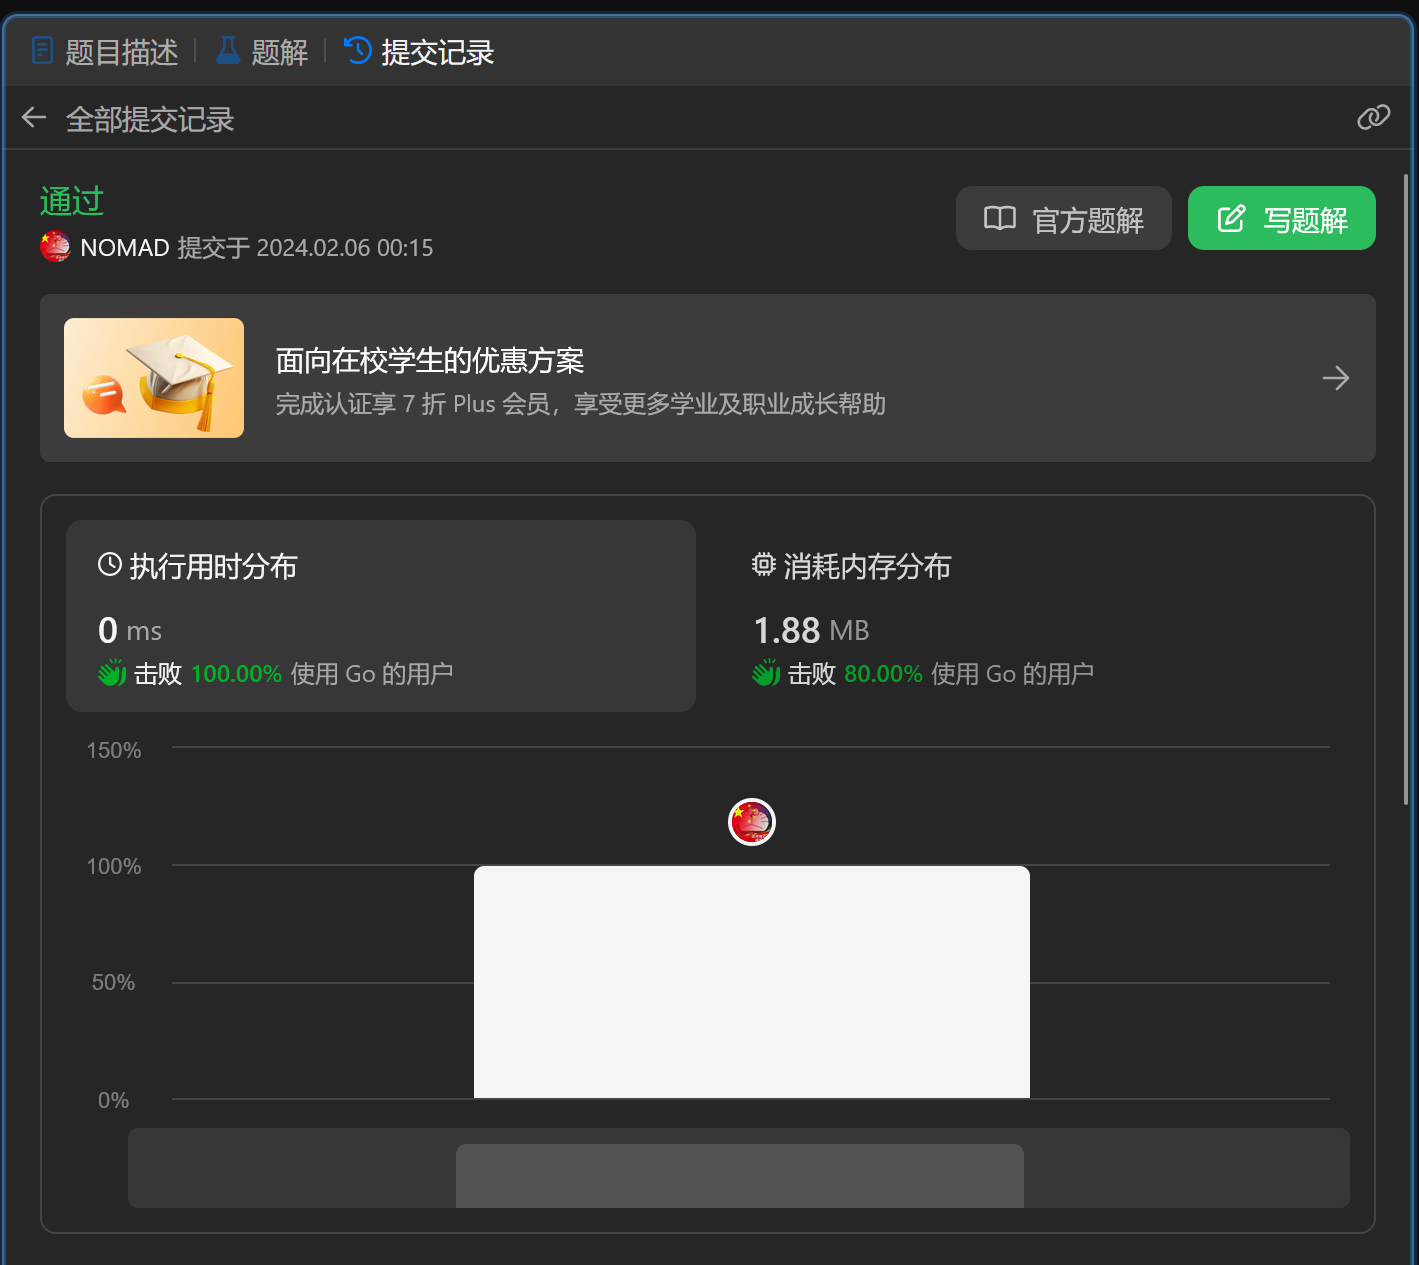 题目描述 题解 提交记录
全部提交记录
通过
NOMAD 提交于 2024.02.06 00:15
官方题解 写题解
面向在校学生的优惠方案
完成认证享 7 折 Plus 会员，享受更多学业及职业成长帮助
执行用时分布
0 ms
击败 100.00% 使用 Go 的用户
消耗内存分布
1.88 MB
击败 80.00% 使用 Go 的用户
150%
100%
50%
0%